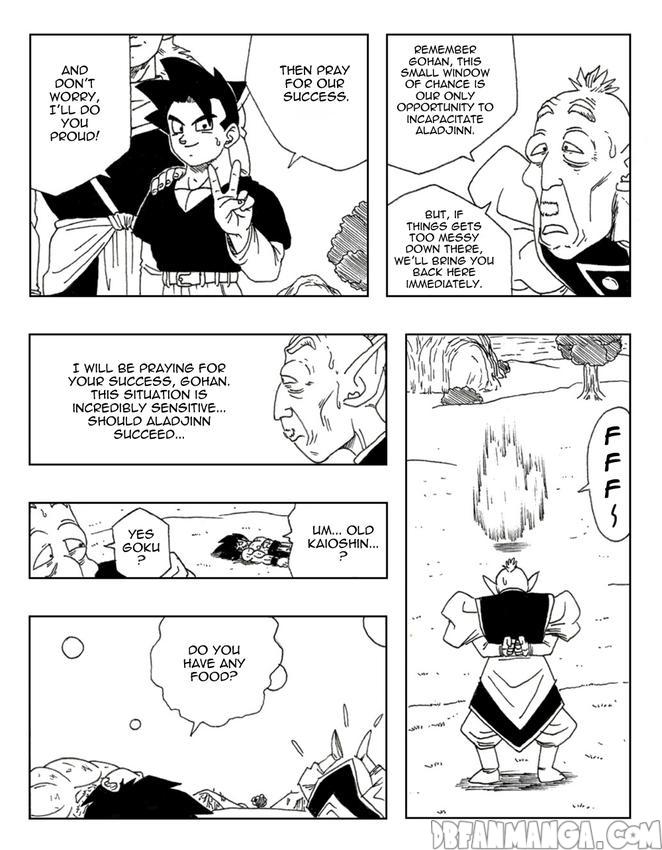 REMEMBER
GOHAN, THIS
SMALL WINDOW
OF CHANCE IS
OUR ONLY
OPPORTUNITY TO
INCAPACITATE
ALADJINN.
BUT, IF
THINGS GETS
TOO MESSY
DOWN THERE,
WE'LL BRING YOU
BACK HERE
IMMEDIATELY.
THEN PRAY
FOR OUR
SUCCESS.
AND
DON'T
WORRY,
I'LL DO
YOU
PROUD!
FFF~
I WILL BE PRAYING FOR
YOUR SUCCESS, GOHAN.
THIS SITUATION IS
INCREDIBLY SENSITIVE...
SHOULD ALADJINN
SUCCEED...
UM... OLD
KAIOSHIN...
?
YES
GOKU
?
DO YOU
HAVE ANY
FOOD?
DBFANMANGA.COM